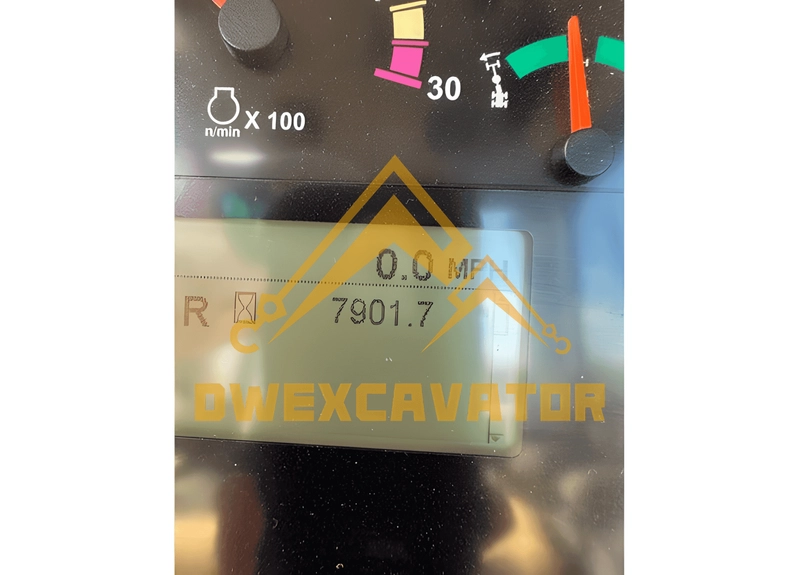 30
n/min X 100
0.0 MPH
R 7901.7
DWEXCAVATOR